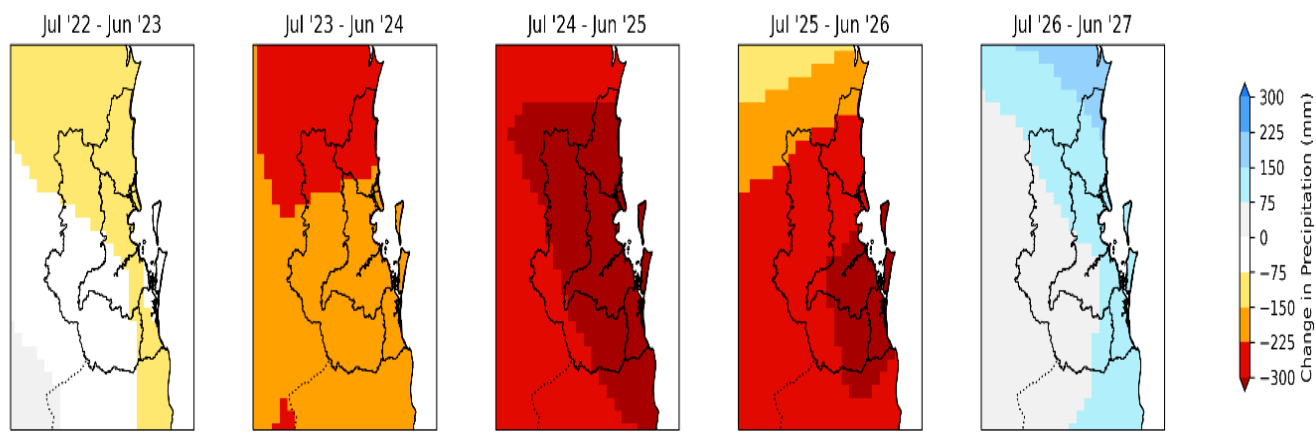 Jul '22 - Jun '23
Jul '23 - Jun '24
Jul '24 - Jun '25
Jul '25 - Jun '26
Jul '26 - Jun '27
300
225
150
75
0
−75
−150
−225
−300
Change in Precipitation (mm)